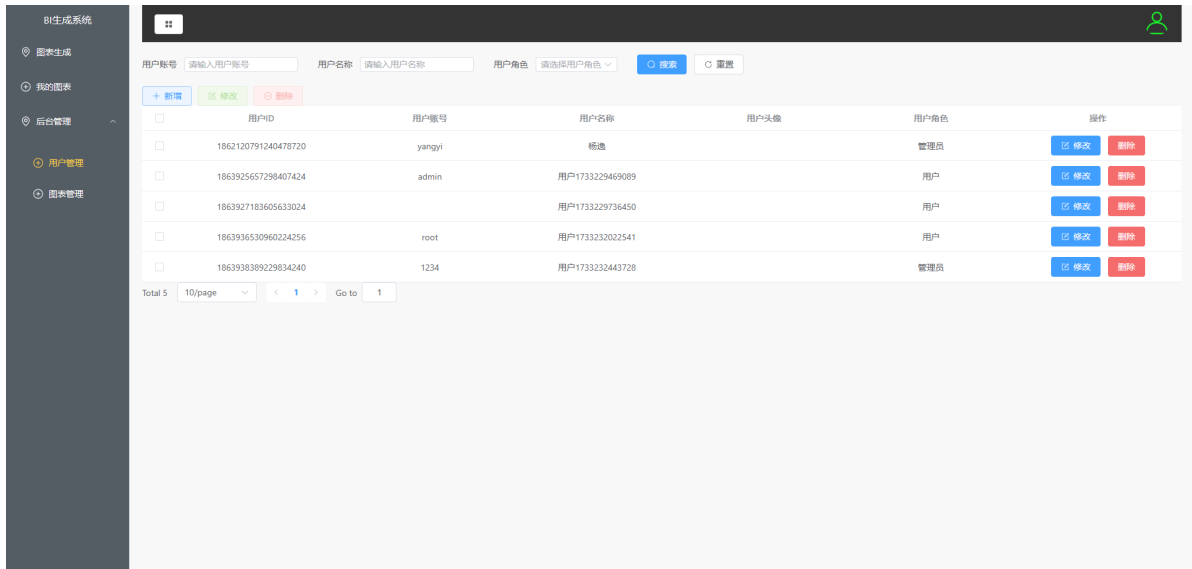 BI生成系统
图表生成
我的图表
后台管理
用户管理
图表管理
用户账号 请输入用户账号 用户名称 请输入用户名称 用户角色 请选择用户角色 搜索 重置
新增 修改 删除
用户ID 用户账号 用户名称 用户头像 用户角色 操作
1862120791240478720 yangyi 杨逸 管理员 修改 删除
1863925657298407424 admin 用户1733229469089 用户 修改 删除
1863927183605633024 用户1733229736450 用户 修改 删除
1863936530960224256 root 用户1733232022541 用户 修改 删除
1863938389229834240 1234 用户1733232443728 管理员 修改 删除
Total 5 10/page 1 Go to 1